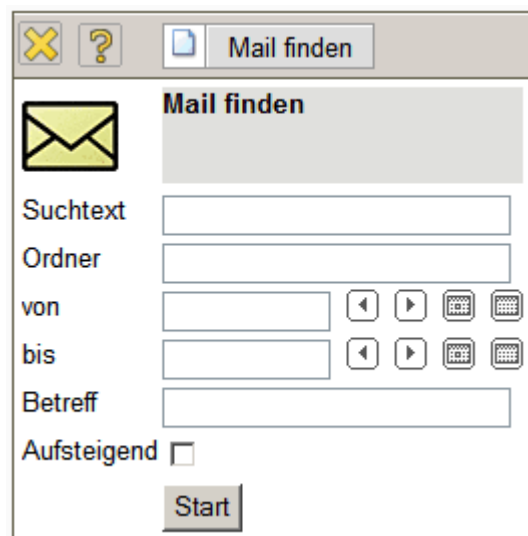 Mail finden
Mail finden
Suchtext
Ordner
von
bis
Betreff
Aufsteigend
Start